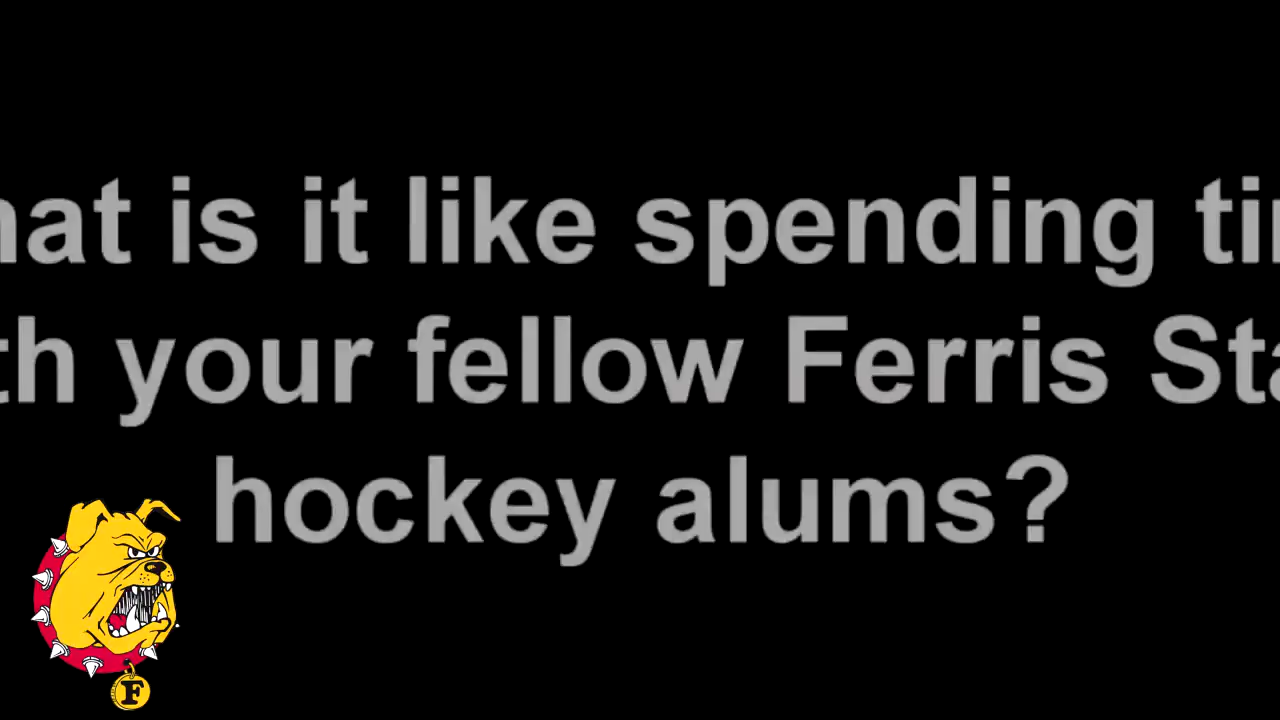 hat is it like spending ti
th your fellow Ferris Sta
hockey alums?
F